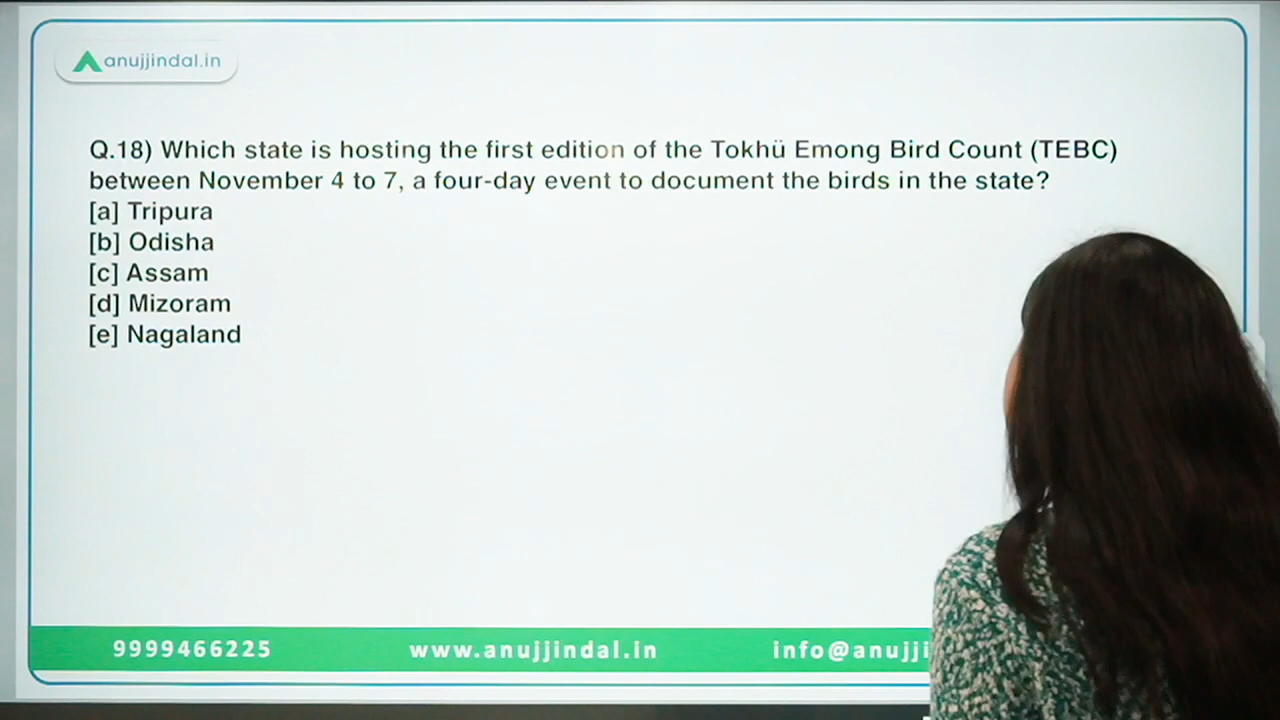 anujjindal.in
Q.18) Which state is hosting the first edition of the Tokhü Emong Bird Count (TEBC)
between November 4 to 7, a four-day event to document the birds in the state?
[a] Tripura
[b] Odisha
[c] Assam
[d] Mizoram
[e] Nagaland
9999466225 www.anujjindal.in info@anujji